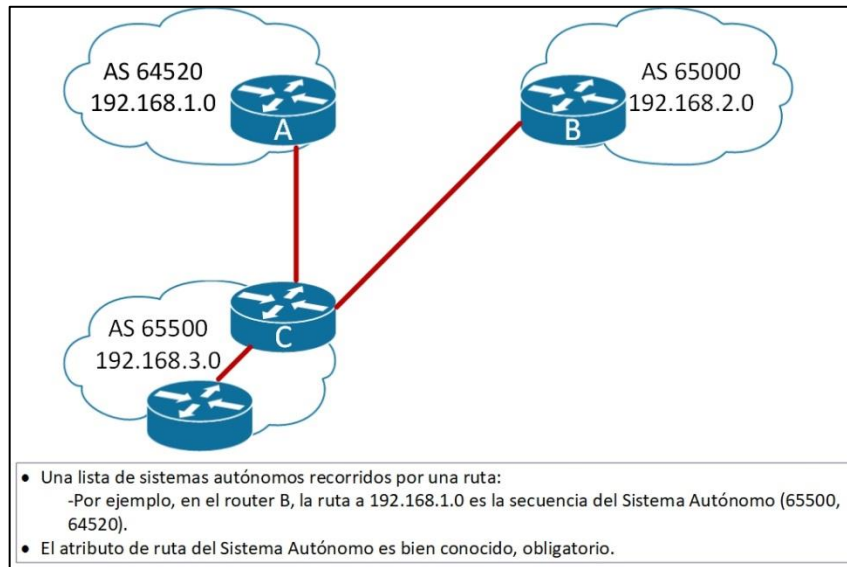 AS 64520
192.168.1.0
A
AS 65000
192.168.2.0
B
AS 65500
192.168.3.0
C
• Una lista de sistemas autónomos recorridos por una ruta:
-Por ejemplo, en el router B, la ruta a 192.168.1.0 es la secuencia del Sistema Autónomo (65500,
64520).
• El atributo de ruta del Sistema Autónomo es bien conocido, obligatorio.